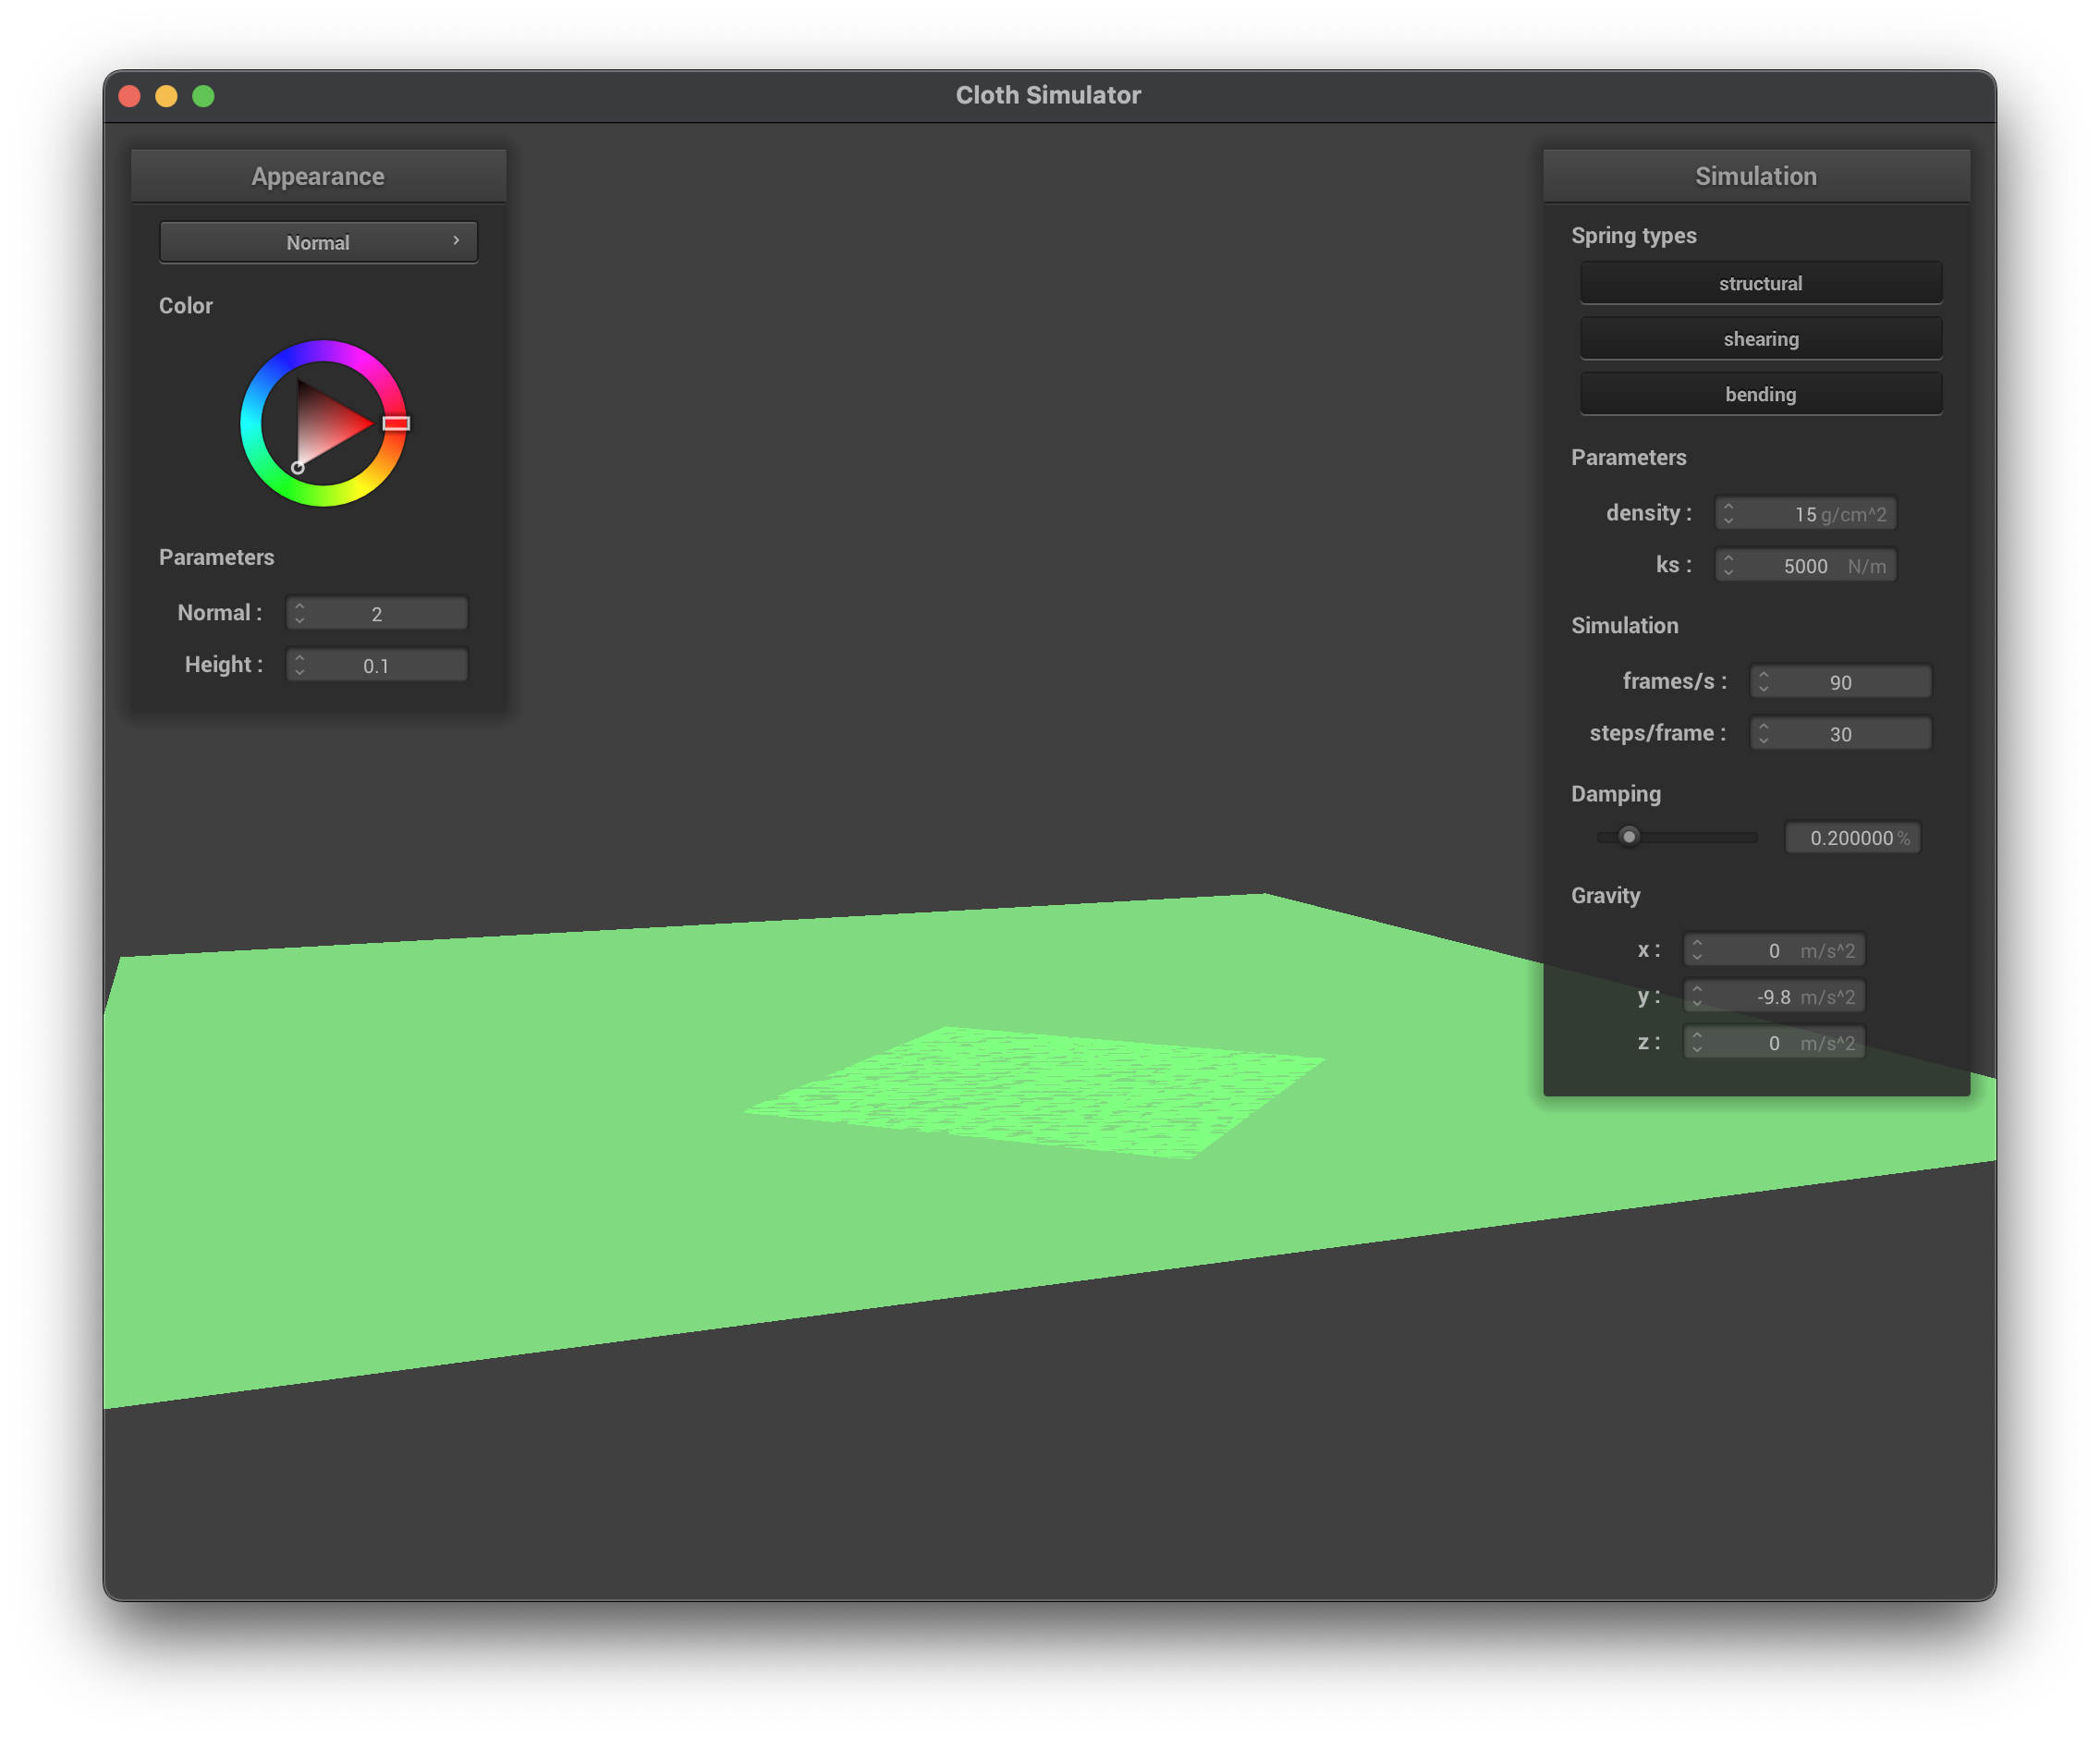 Cloth Simulator
Appearance
Normal
Color
Parameters
Normal : 2
Height : 0.1
Simulation
Spring types
structural
shearing
bending
Parameters
density : 15 g/cm^2
ks : 5000 N/m
Simulation
frames/s : 90
steps/frame : 30
Damping
0.200000 %
Gravity
x : 0 m/s^2
y : -9.8 m/s^2
z : 0 m/s^2